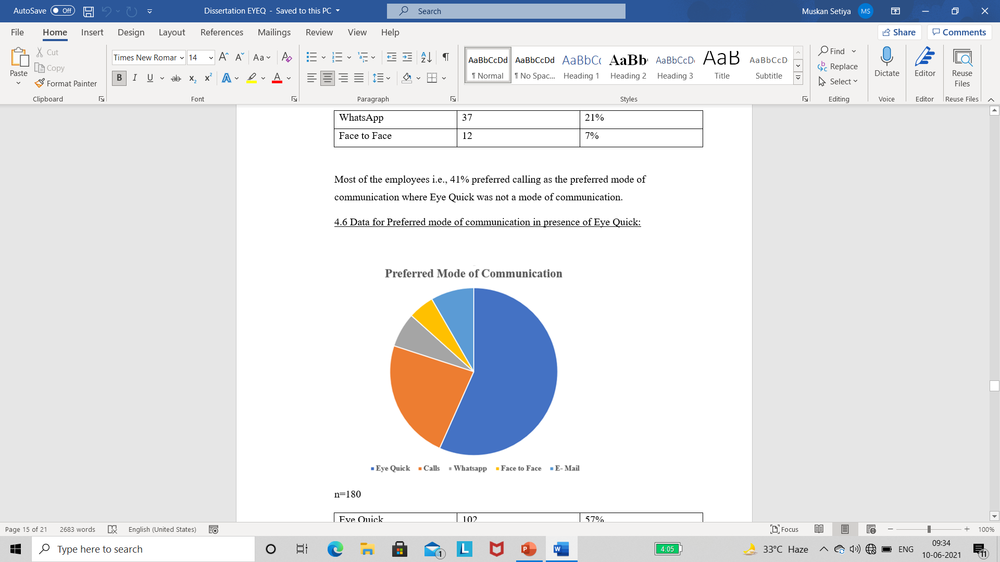 AutoSave Off
Dissertation EYEQ - Saved to this PC
Search
Muskan Setiya MS
File Home Insert Design Layout References Mailings Review View Help
Share Comments
Paste
Cut
Copy
Format Painter
Clipboard
Times New Romar 14
Font
Paragraph
AaBbCcDd AaBbCcDd AaBbCc AaBb AaBbCcD AaB AaBbCcD
¶ Normal ¶ No Spac... Heading 1 Heading 2 Heading 3 Title Subtitle
Styles
Find
Replace
Select
Editing
Dictate
Voice
Editor
Editor
Reuse
Files
Reuse Files
WhatsApp 37 21%
Face to Face 12 7%
Most of the employees i.e., 41% preferred calling as the preferred mode of
communication where Eye Quick was not a mode of communication.
4.6 Data for Preferred mode of communication in presence of Eye Quick:
Preferred Mode of Communication
Eye Quick Calls Whatsapp Face to Face E- Mail
n=180
Eye Quick 102 57%
Page 15 of 21 2683 words English (United States)
Focus 100%
Type here to search
1
4:05
33°C Haze
ENG
09:34
10-06-2021
11